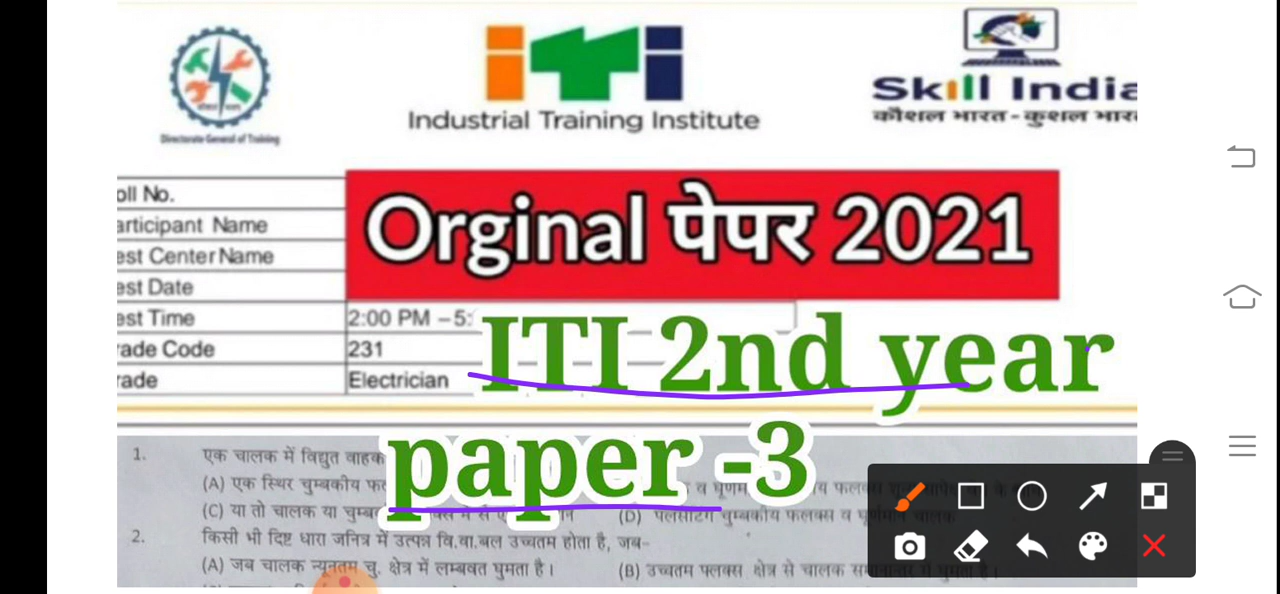 iti
Industrial Training Institute
Directorate General of Training
Skill India
कौशल भारत - कुशल भार
oll No.
articipant Name
est Center Name
est Date
Orginal पेपर 2021
est Time 2:00 PM – 5:
rade Code 231
rade Electrician
ITI 2nd year
paper -3
1. एक चालक में विद्युत वाहक
(A) एक स्थिर चुम्बकीय
(C) या तो चालक या (D) चुम्बकीय फलक्स व चालक
2. किसी भी दिष्ट धारा जनित्र में उत्पन्न वि.वा.बल उच्चतम होता है, जब–
(A) जब चालक न्यूनतम चु. क्षेत्र में लम्बवत घुमता है। (B) उच्चतम फ्लक्स क्षेत्र से चालक